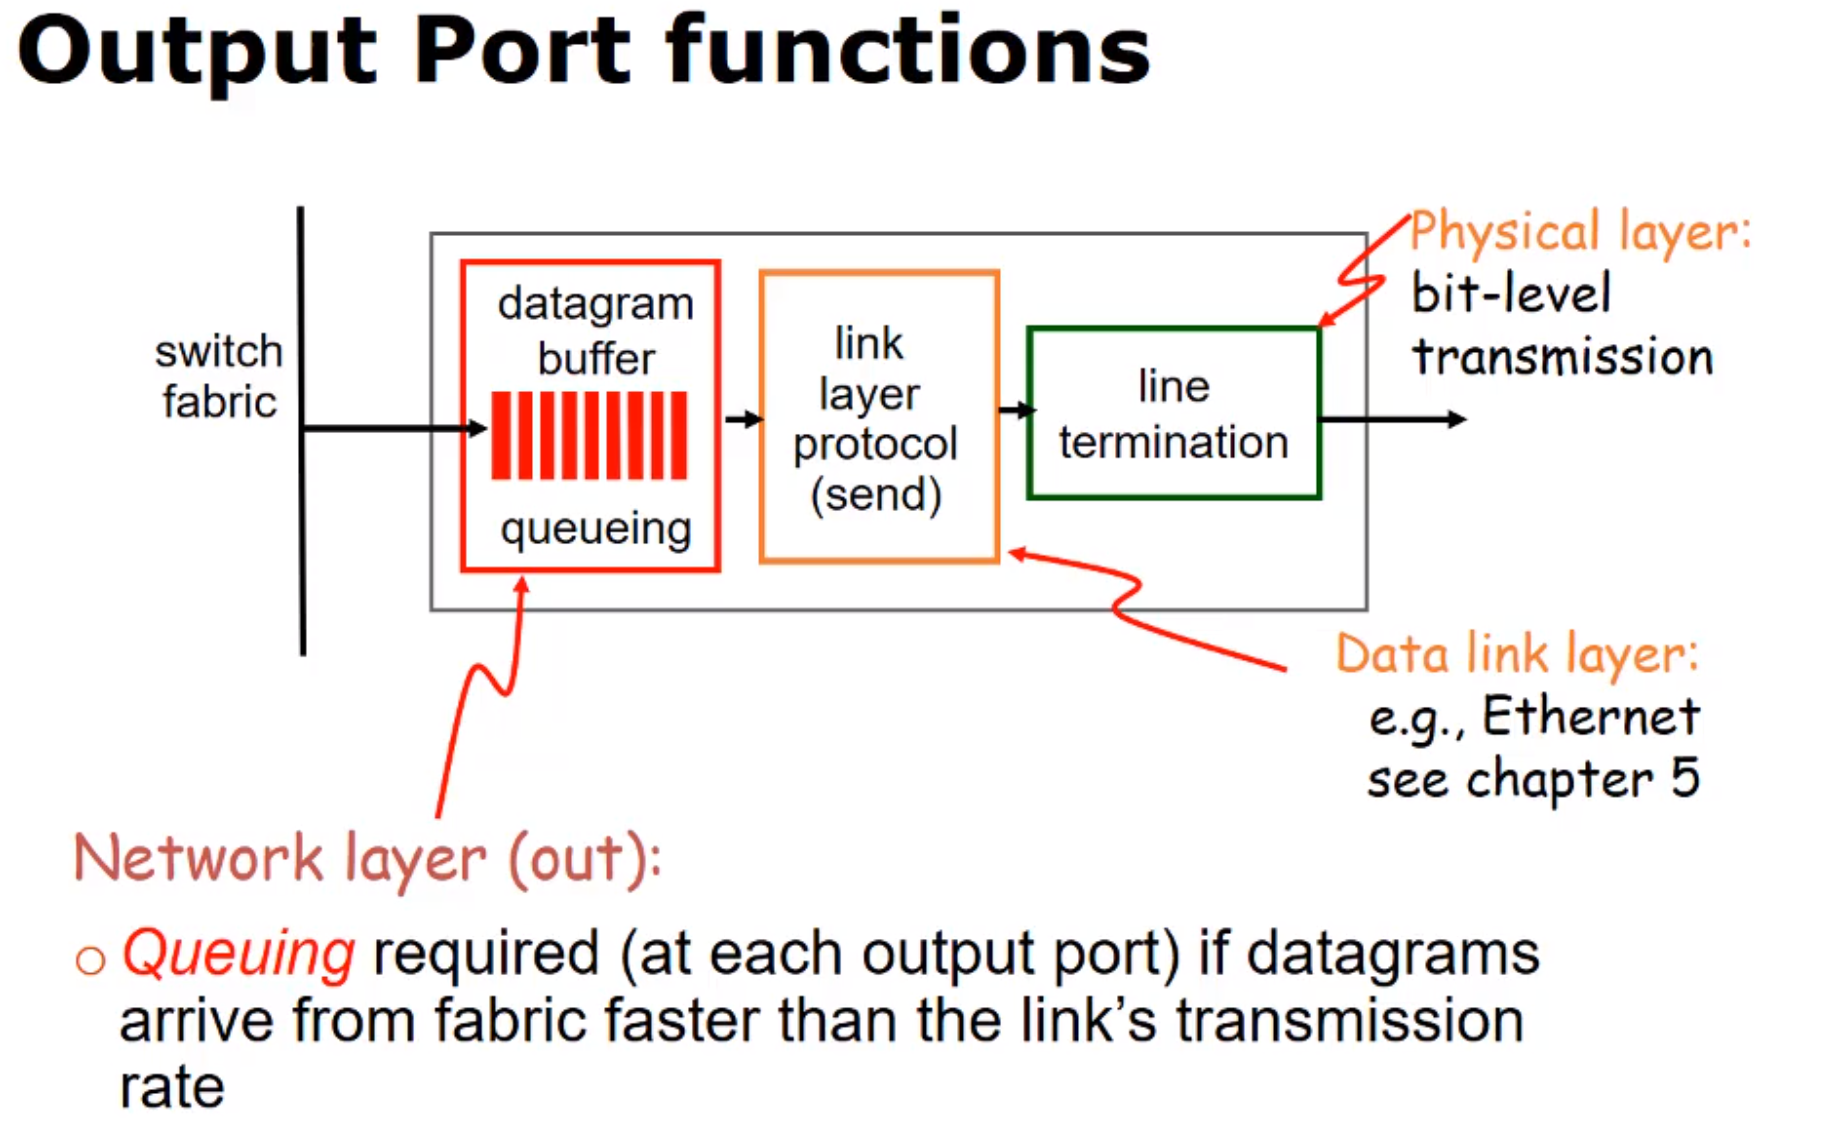 Output Port functions
switch
fabric
datagram
buffer
queueing
link
layer
protocol
(send)
line
termination
Physical layer:
bit-level
transmission
Data link layer:
e.g., Ethernet
see chapter 5
Network layer (out):
o Queuing required (at each output port) if datagrams
arrive from fabric faster than the link’s transmission
rate